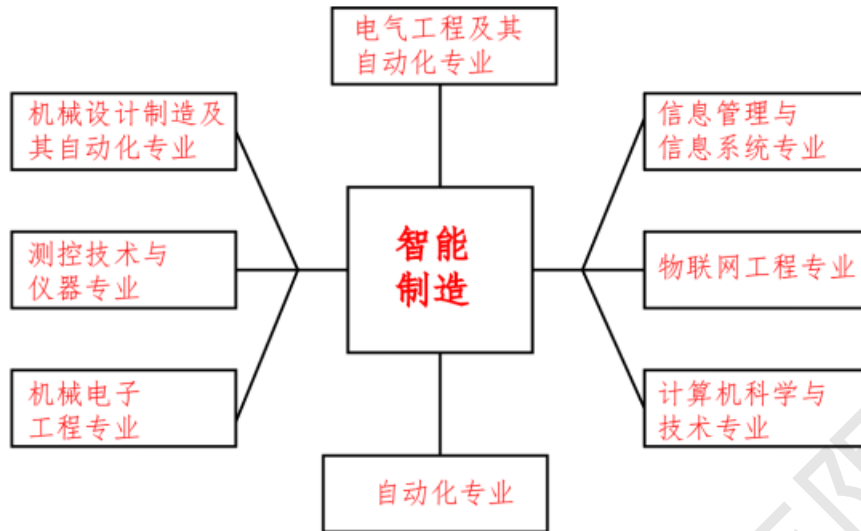 电气工程及其
自动化专业
机械设计制造及
其自动化专业
信息管理与
信息系统专业
智能
制造
测控技术与
仪器专业
物联网工程专业
机械电子
工程专业
计算机科学与
技术专业
自动化专业